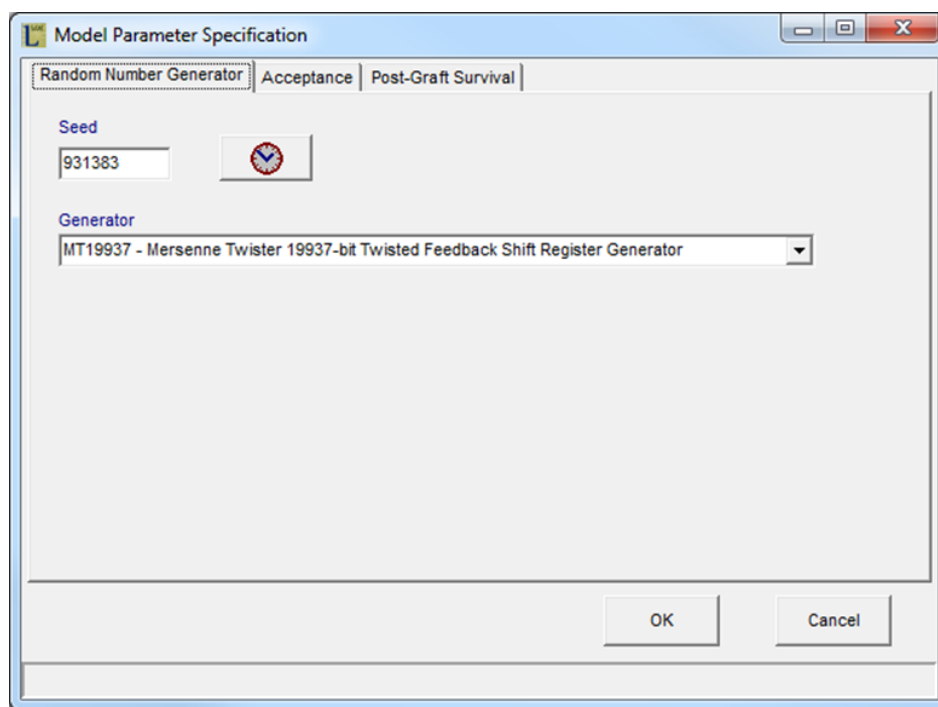 Model Parameter Specification
Random Number Generator Acceptance Post-Graft Survival
Seed
931383
Generator
MT19937 - Mersenne Twister 19937-bit Twisted Feedback Shift Register Generator
OK Cancel